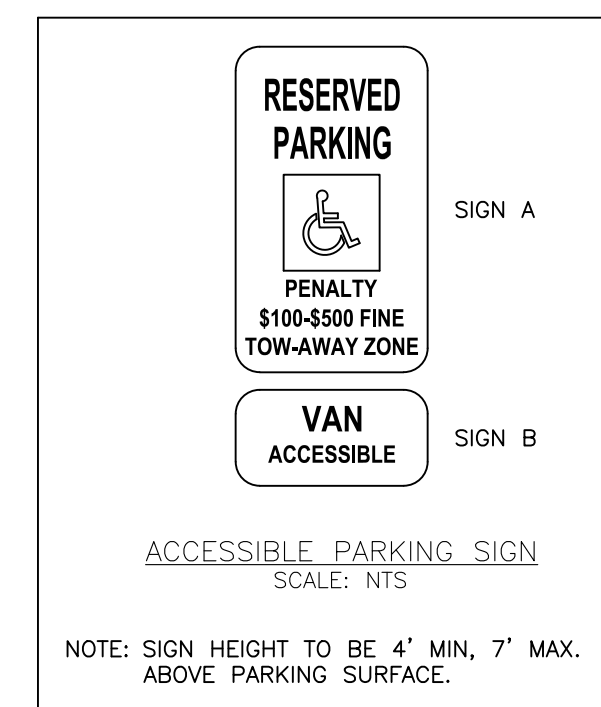 RESERVED
PARKING
SIGN A
PENALTY
$100-$500 FINE
TOW-AWAY ZONE
VAN
ACCESSIBLE
SIGN B
ACCESSIBLE PARKING SIGN
SCALE: NTS
NOTE: SIGN HEIGHT TO BE 4' MIN, 7' MAX.
ABOVE PARKING SURFACE.